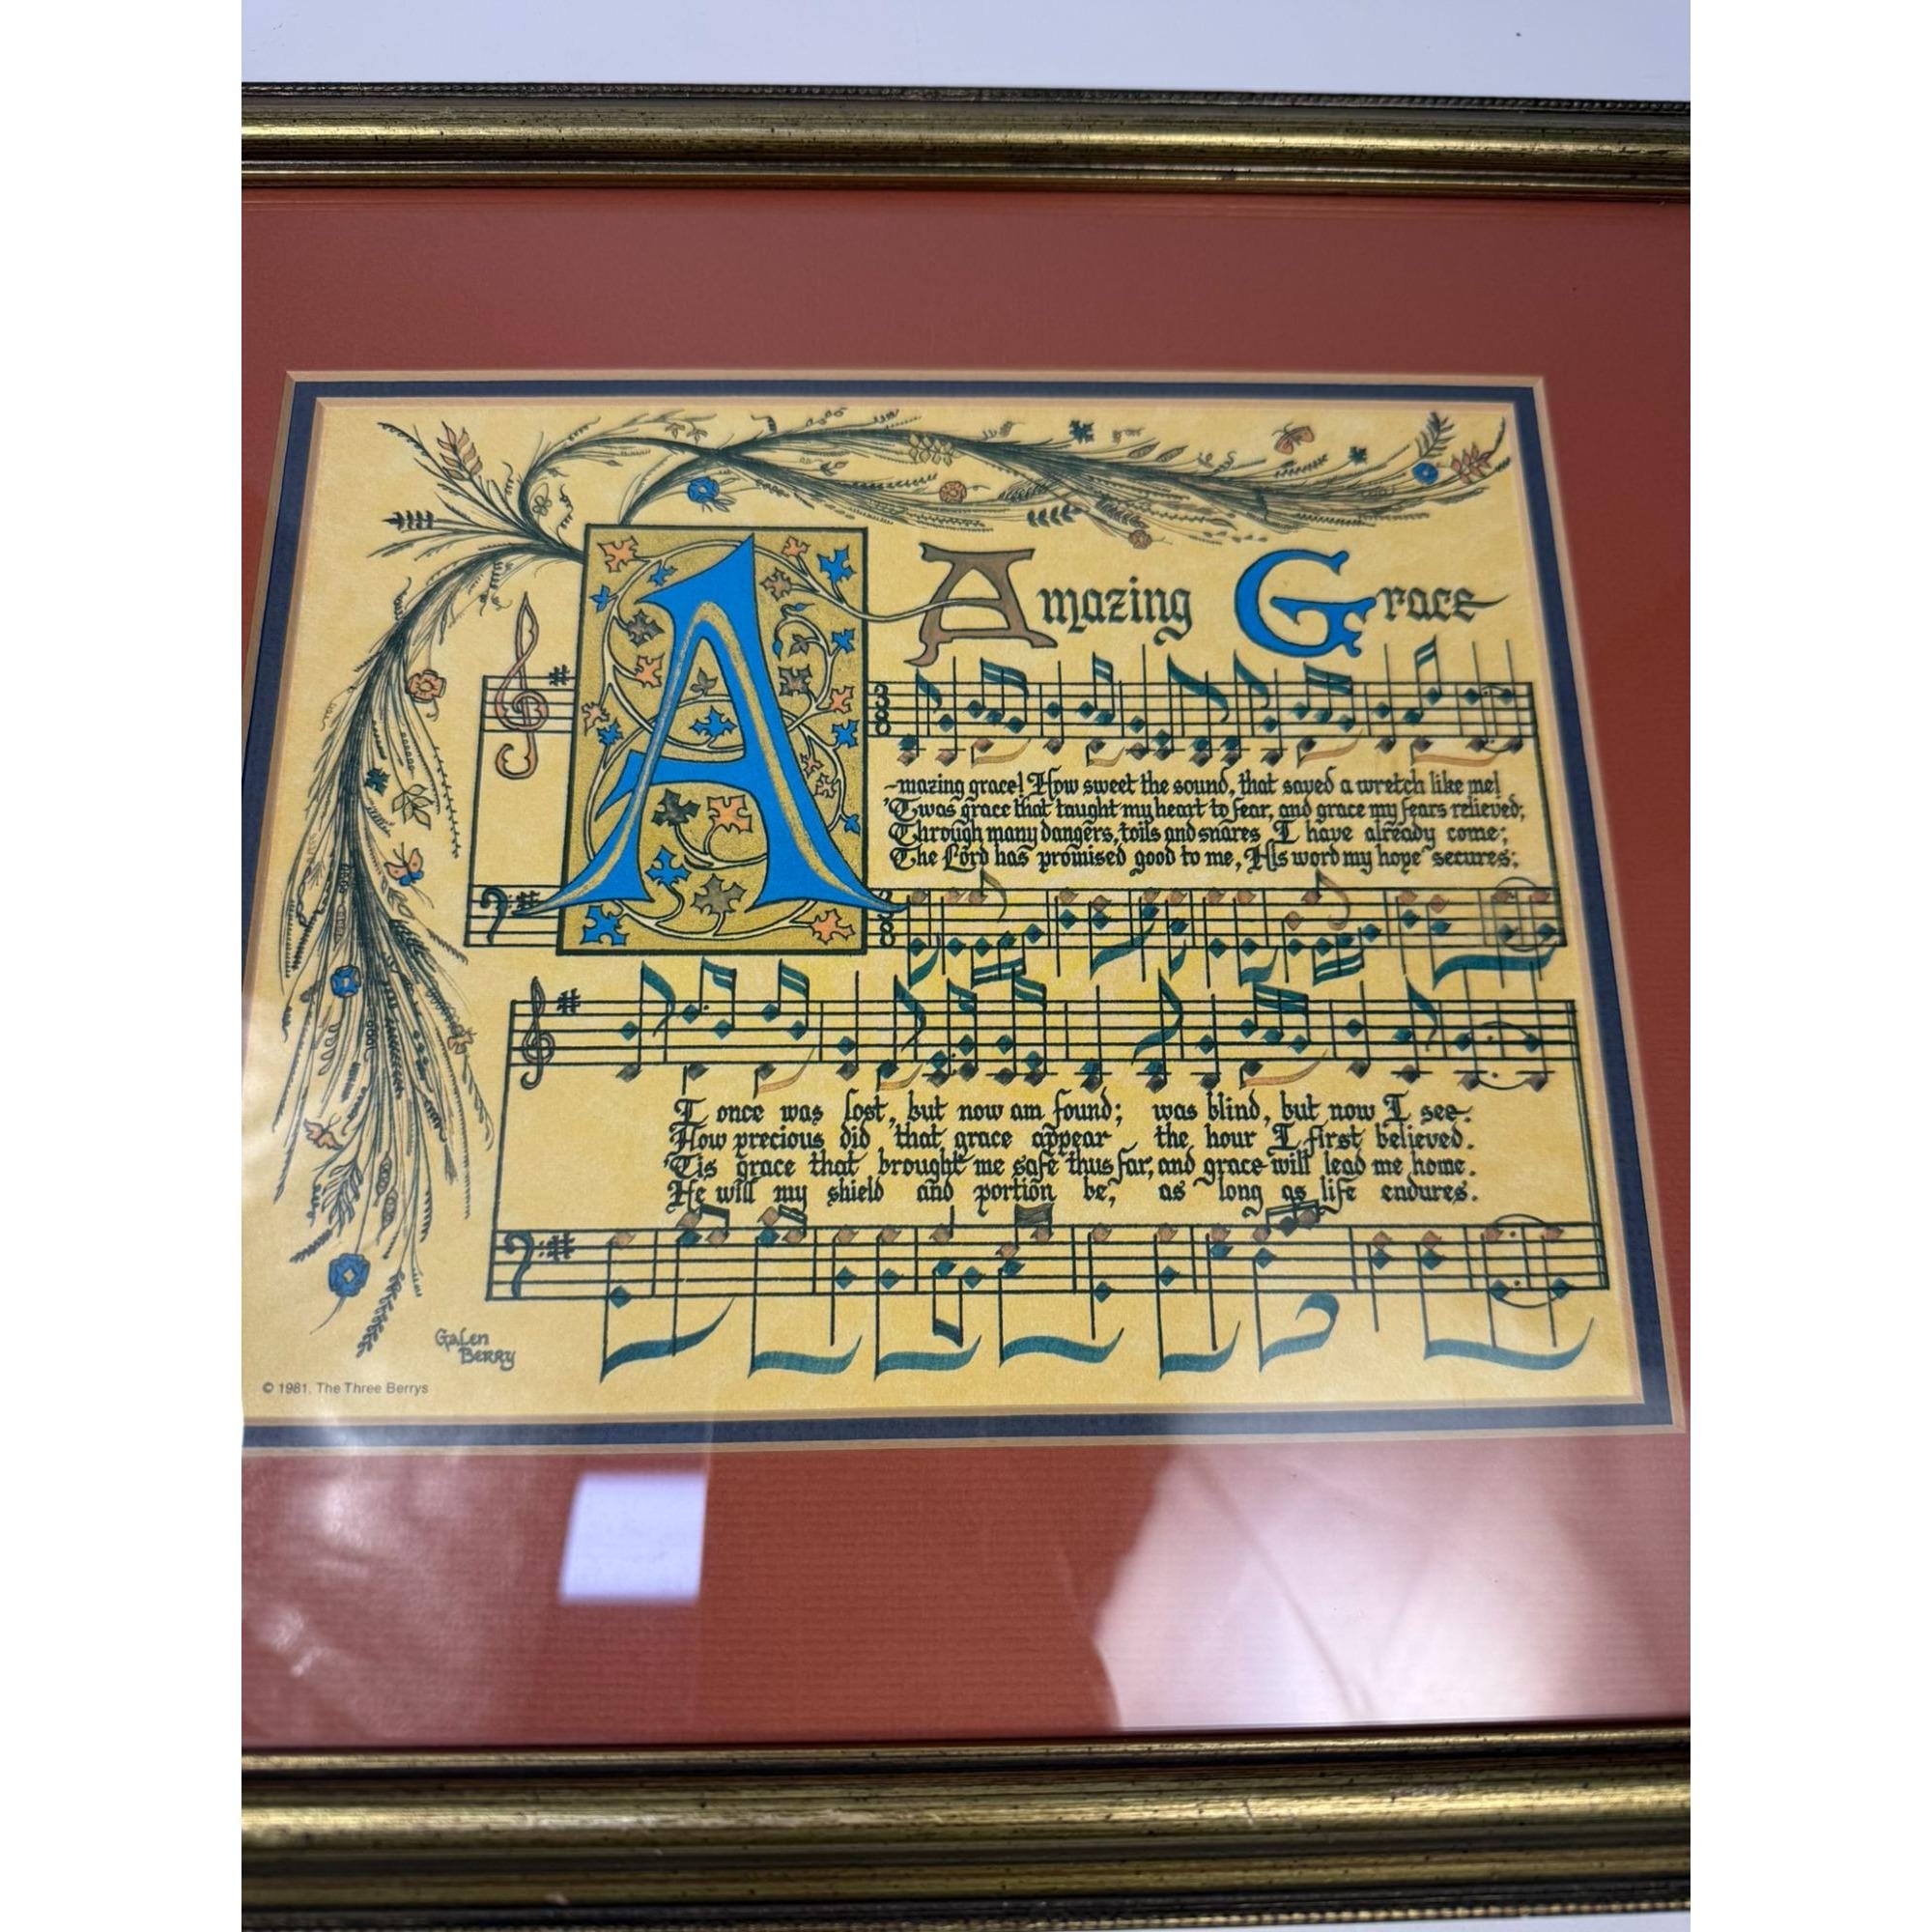 Amazing Grace
A
3
8
-mazing grace! How sweet the sound, that saved a wretch like me!
'Twas grace that taught my heart to fear, and grace my fears relieved;
Through many dangers, toils and snares I have already come;
The Lord has promised good to me, His word my hope secures;
3
8
I once was lost, but now am found; was blind, but now I see.
How precious did that grace appear the hour I first believed.
'Tis grace that brought me safe thus far, and grace will lead me home.
He will my shield and portion be, as long as life endures.
Galen
Berry
© 1981, The Three Berrys